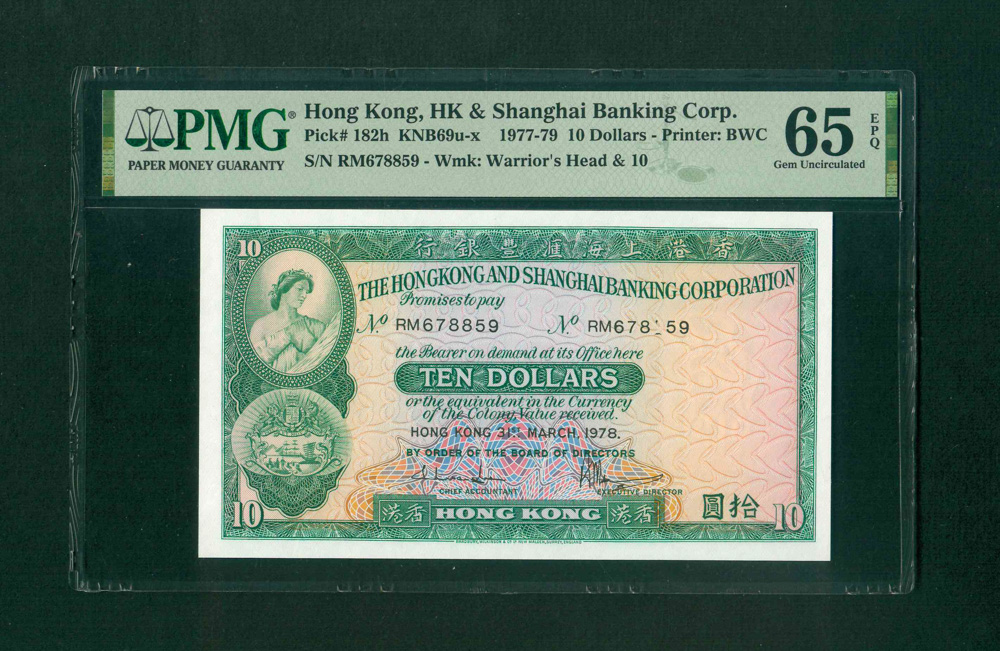 PMG®
PAPER MONEY GUARANTY
Hong Kong, HK & Shanghai Banking Corp.
Pick# 182h KNB69u-x 1977-79 10 Dollars - Printer: BWC
S/N RM678859 - Wmk: Warrior's Head & 10
65 EPQ
Gem Uncirculated
10
行銀豐滙海上港香
THE HONGKONG AND SHANGHAI BANKING CORPORATION
Promises to pay
No RM678859 No RM678 59
the Bearer on demand at its Office here
TEN DOLLARS
or the equivalent in the Currency
of the Colony, Value received.
HONG KONG 31ST MARCH, 1978.
BY ORDER OF THE BOARD OF DIRECTORS
CHIEF ACCOUNTANT EXECUTIVE DIRECTOR
10 港香 HONG KONG 港香 圓拾 10